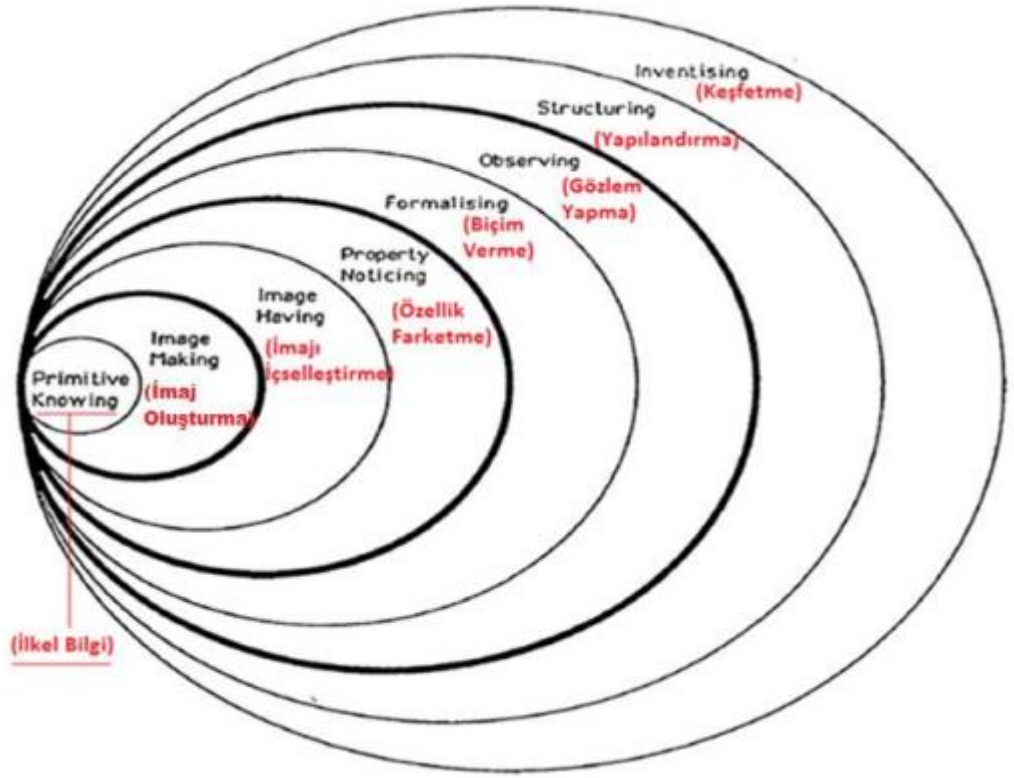 Inventising
(Keşfetme)
Structuring
(Yapılandırma)
Observing
(Gözlem
Yapma)
Formalising
(Biçim
Verme)
Property
Noticing
(Özellik
Farketme)
Image
Having
(İmajı
İçselleştirme)
Image
Making
(İmaj
Oluşturma)
Primitive
Knowing
(İlkel Bilgi)